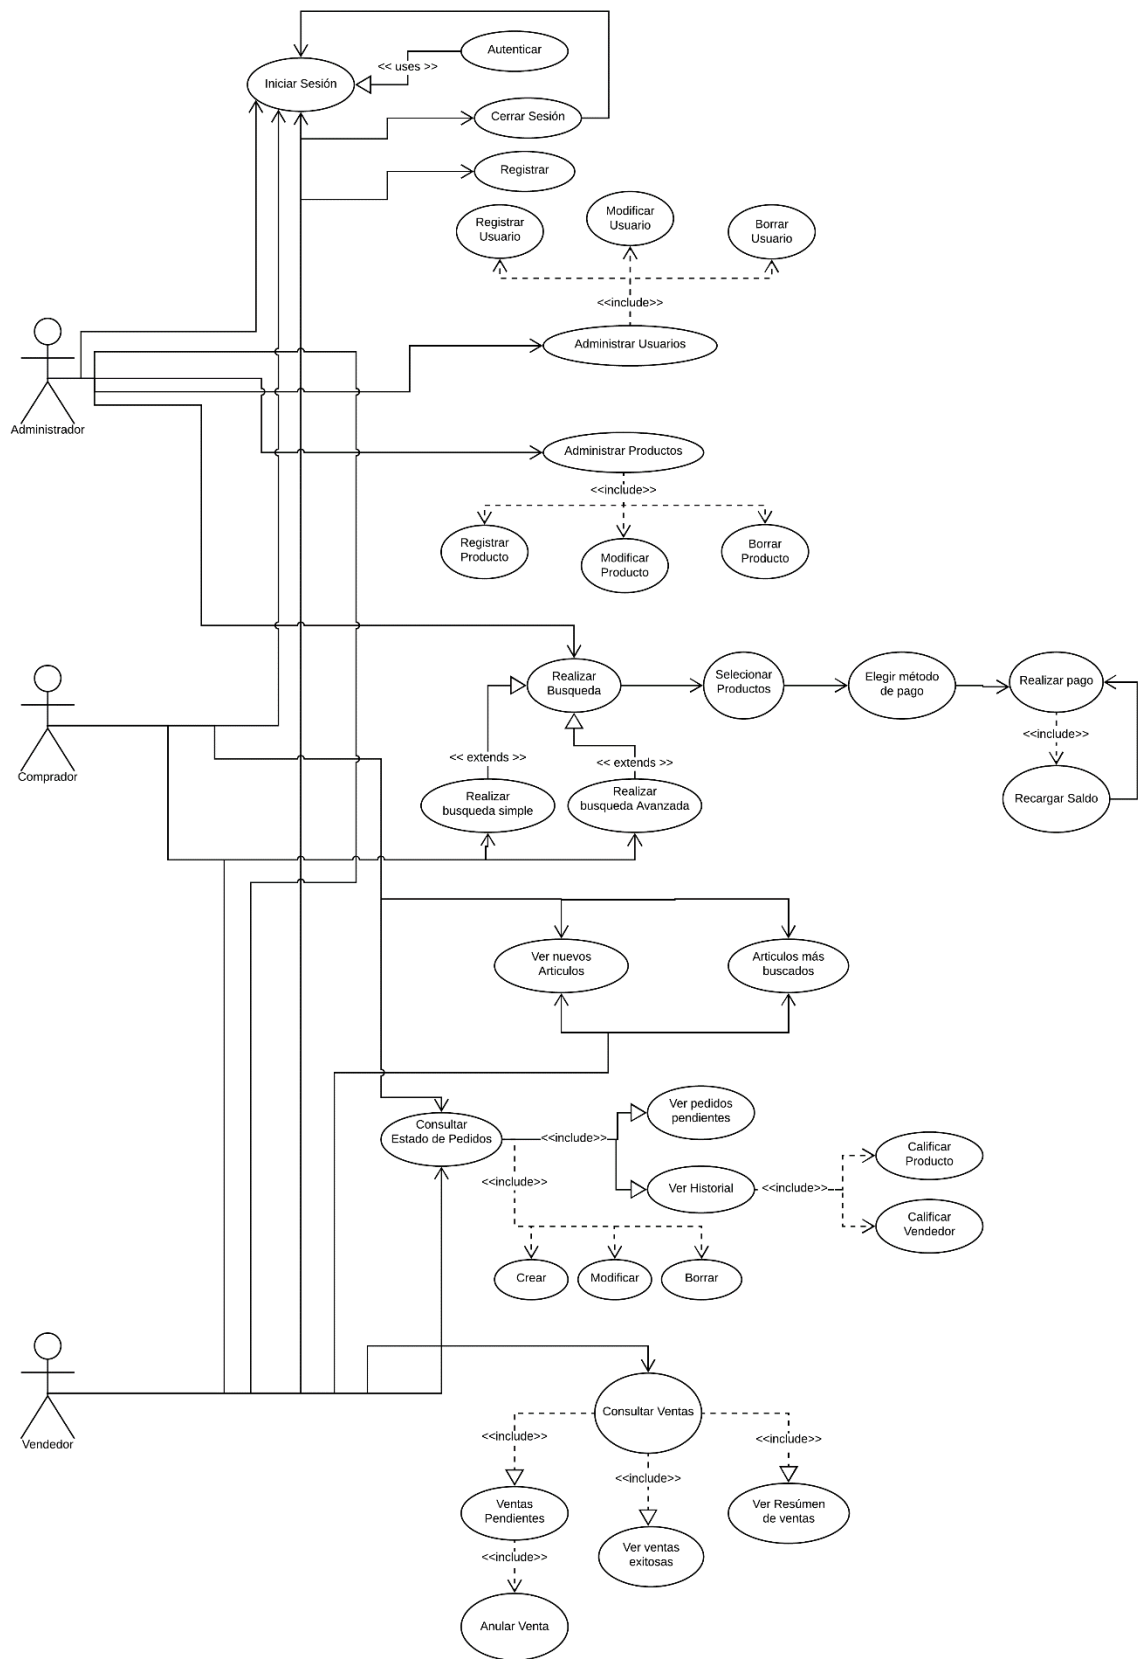 Autenticar
<< uses >>
Iniciar Sesión
Cerrar Sesión
Registrar
Registrar
Usuario
Modificar
Usuario
Borrar
Usuario
<<include>>
Administrar Usuarios
Administrador
Administrar Productos
<<include>>
Registrar
Producto
Modificar
Producto
Borrar
Producto
Realizar
Busqueda
Selecionar
Productos
Elegir método
de pago
Realizar pago
<<include>>
Recargar Saldo
Comprador
<< extends >>
<< extends >>
Realizar
busqueda simple
Realizar
busqueda Avanzada
Ver nuevos
Articulos
Articulos más
buscados
Consultar
Estado de Pedidos
<<include>>
Ver pedidos
pendientes
<<include>>
Ver Historial
<<include>>
Calificar
Producto
Calificar
Vendedor
Crear
Modificar
Borrar
Vendedor
Consultar Ventas
<<include>>
<<include>>
<<include>>
Ventas
Pendientes
Ver ventas
exitosas
Ver Resúmen
de ventas
<<include>>
Anular Venta